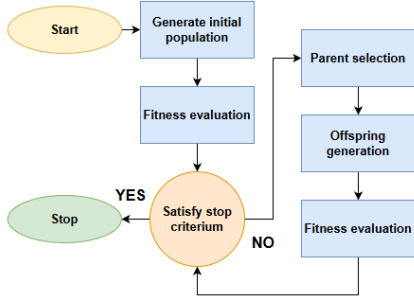 Start
Generate initial
population
Fitness evaluation
Satisfy stop
criterium
YES
Stop
NO
Parent selection
Offspring
generation
Fitness evaluation